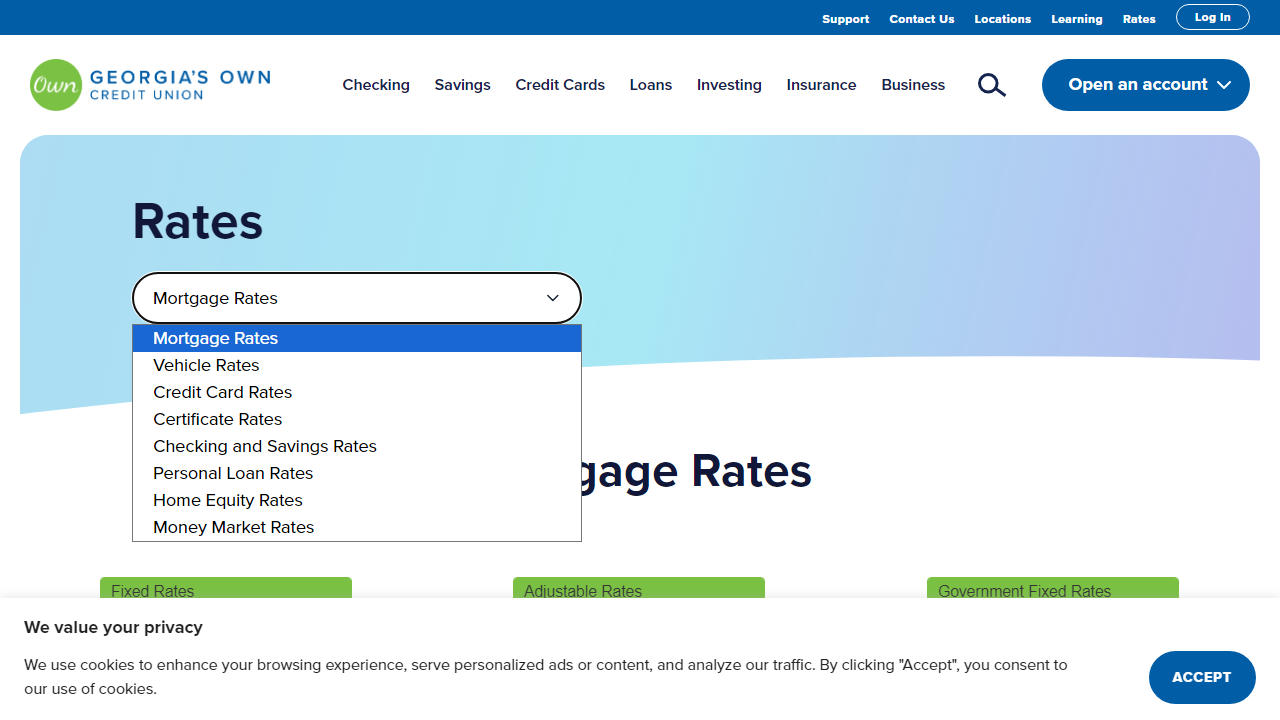 Support Contact Us Locations Learning Rates Log In
Own GEORGIA'S OWN
CREDIT UNION
Checking Savings Credit Cards Loans Investing Insurance Business Open an account
Rates
Mortgage Rates
Mortgage Rates
Vehicle Rates
Credit Card Rates
Certificate Rates
Checking and Savings Rates
Personal Loan Rates
Home Equity Rates
Money Market Rates
gage Rates
Fixed Rates Adjustable Rates Government Fixed Rates
We value your privacy
We use cookies to enhance your browsing experience, serve personalized ads or content, and analyze our traffic. By clicking "Accept", you consent to
our use of cookies.
ACCEPT